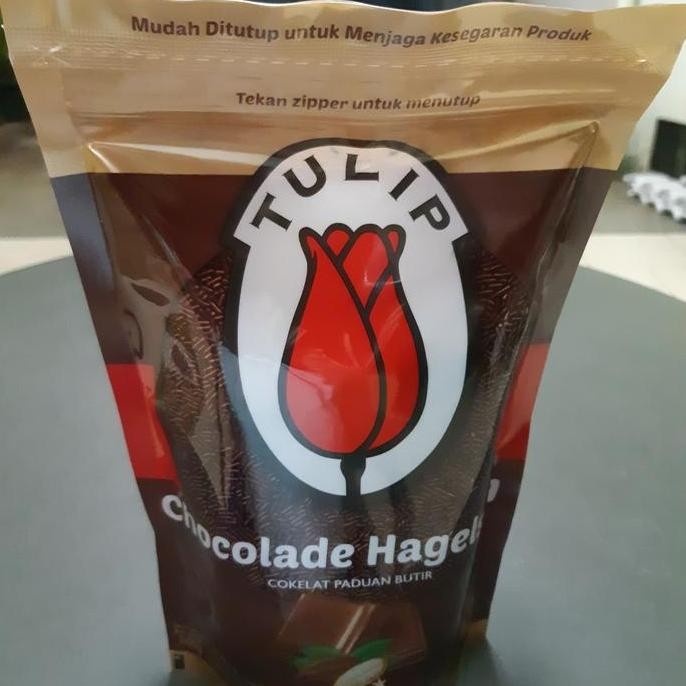 Mudah Ditutup untuk Menjaga Kesegaran Produk
Tekan zipper untuk menutup
TULIP
Chocolade Hagel
COKELAT PADUAN BUTIR